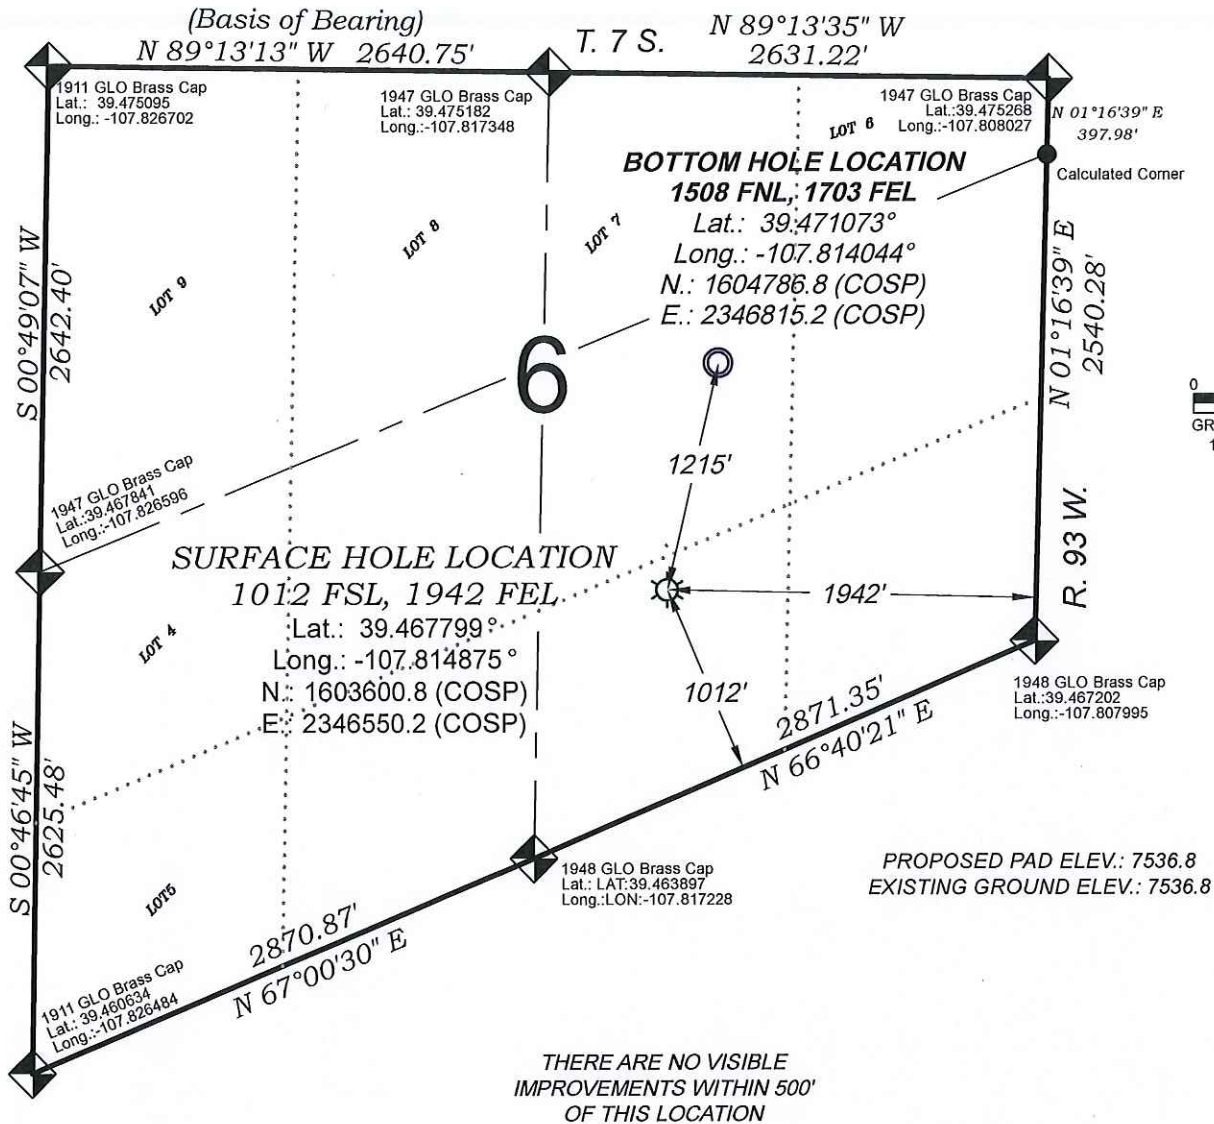 (Basis of Bearing)
N 89°13'13" W 2640.75'
T. 7 S.
N 89°13'35" W
2631.22'
1911 GLO Brass Cap
Lat.: 39.475095
Long.: -107.826702
1947 GLO Brass Cap
Lat.: 39.475182
Long.:-107.817348
1947 GLO Brass Cap
Lat.:39.475268
Long.:-107.808027
N 01°16'39" E
397.98'
Calculated Corner
LOT 6
BOTTOM HOLE LOCATION
1508 FNL, 1703 FEL
Lat.: 39.471073°
Long.: -107.814044°
N.: 1604786.8 (COSP)
E.: 2346815.2 (COSP)
LOT 7
LOT 8
LOT 9
S 00°49'07" W
2642.40'
N 01°16'39" E
2540.28'
6
0
GR
1
1215'
1947 GLO Brass Cap
Lat.:39.467841
Long.:-107.826596
R. 93 W.
SURFACE HOLE LOCATION
1012 FSL, 1942 FEL
Lat.: 39.467799°
Long.: -107.814875°
N.: 1603600.8 (COSP)
E.: 2346550.2 (COSP)
1942'
1012'
LOT 4
1948 GLO Brass Cap
Lat.:39.467202
Long.:-107.807995
2871.35'
N 66°40'21" E
S 00°46'45" W
2625.48'
1948 GLO Brass Cap
Lat.: LAT:39.463897
Long.:LON:-107.817228
PROPOSED PAD ELEV.: 7536.8
EXISTING GROUND ELEV.: 7536.8
LOT5
2870.87'
N 67°00'30" E
1911 GLO Brass Cap
Lat.: 39.460634
Long.:-107.826484
THERE ARE NO VISIBLE
IMPROVEMENTS WITHIN 500'
OF THIS LOCATION